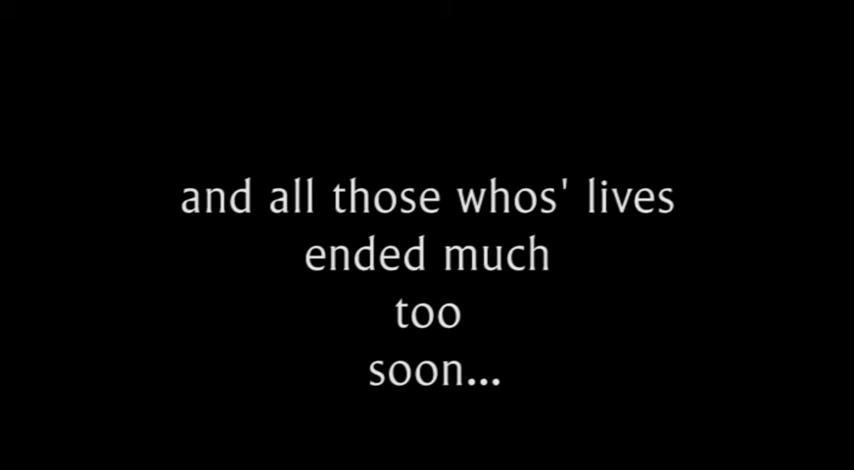 and all those whos' lives
ended much
too
soon...